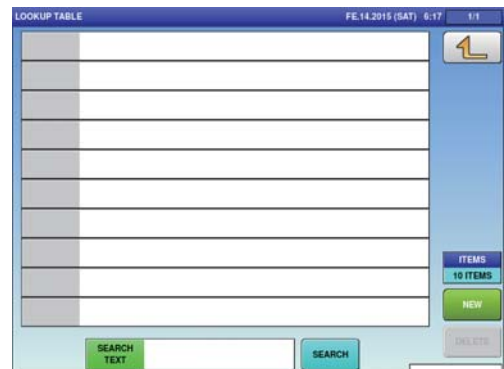 LOOKUP TABLE FE.14.2015 (SAT) 6:17 1/1
ITEMS
10 ITEMS
NEW
DELETE
SEARCH
TEXT
SEARCH